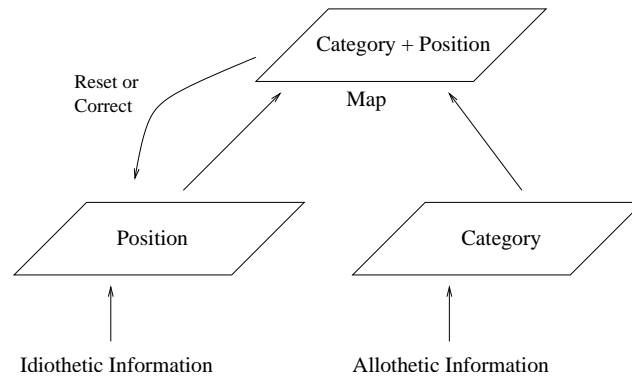 Category + Position
Reset or
Correct
Map
Position
Category
Idiothetic Information
Allothetic Information